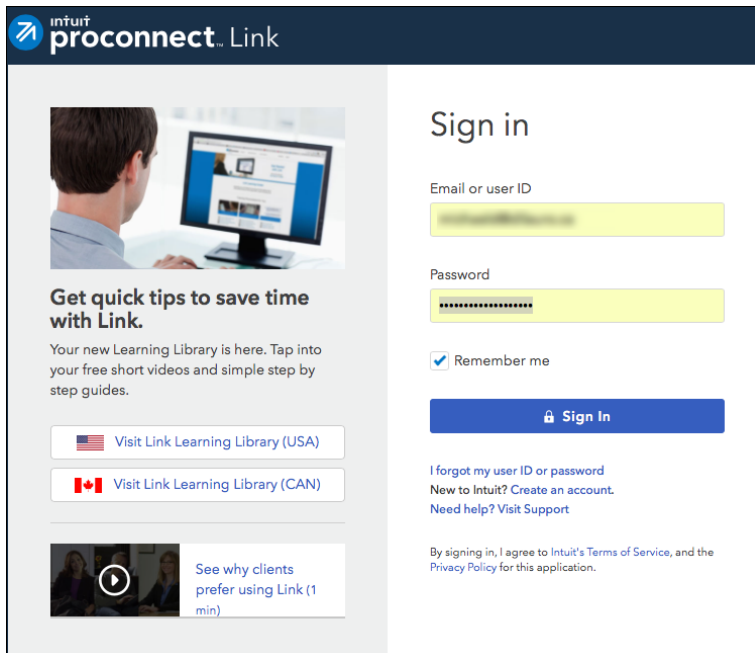 ıntuıt
proconnect™ Link
Get quick tips to save time
with Link.
Your new Learning Library is here. Tap into
your free short videos and simple step by
step guides.
Visit Link Learning Library (USA)
Visit Link Learning Library (CAN)
See why clients
prefer using Link (1
min)
Sign in
Email or user ID
Password
••••••••••••••••••
Remember me
Sign In
I forgot my user ID or password
New to Intuit? Create an account.
Need help? Visit Support
By signing in, I agree to Intuit's Terms of Service, and the
Privacy Policy for this application.